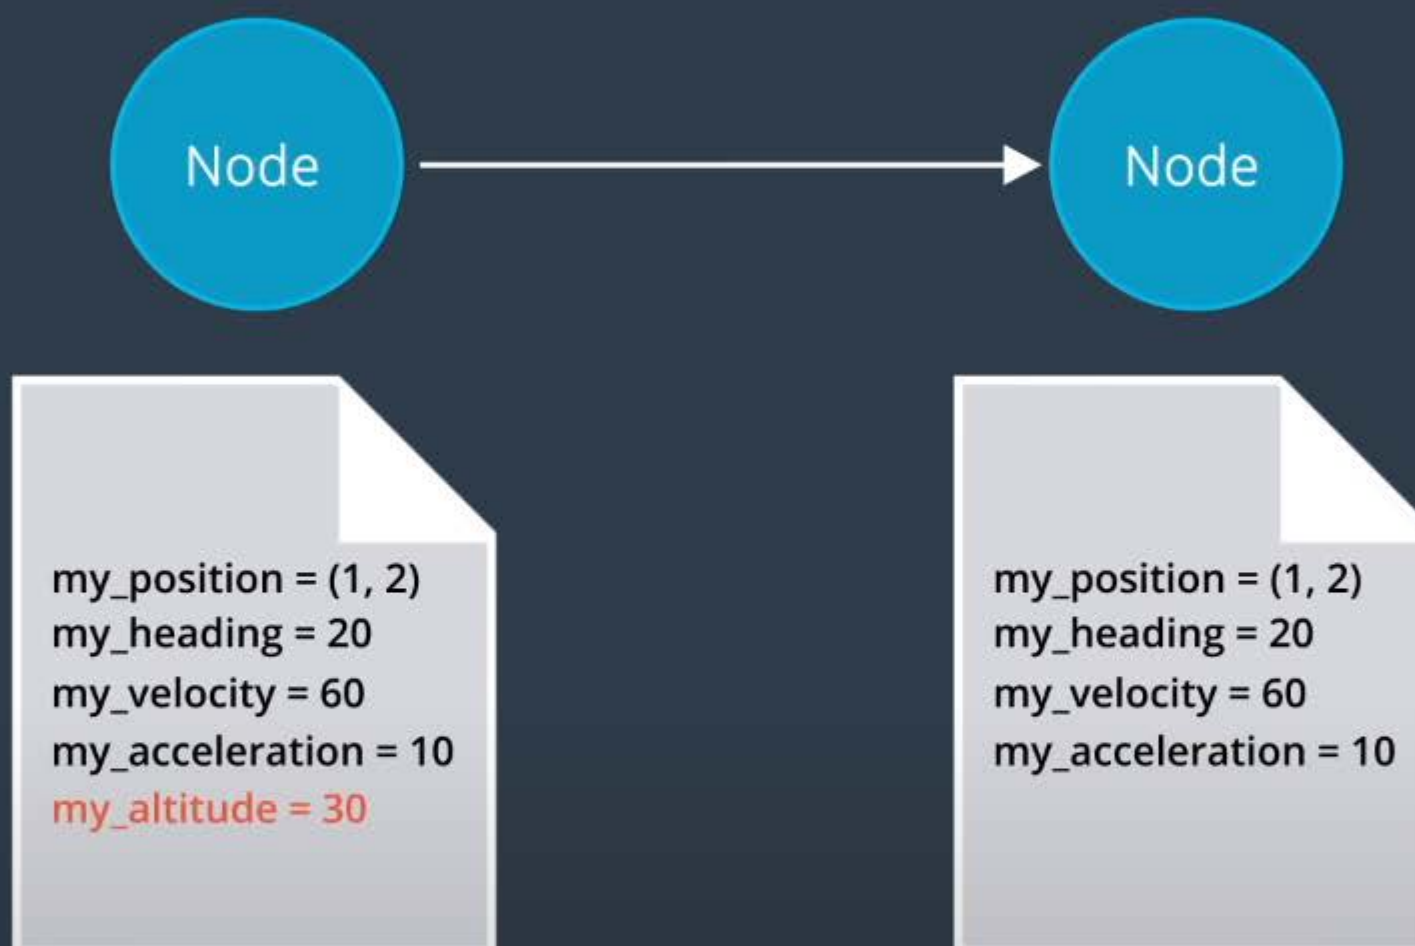 Node
Node
my_position = (1, 2)
my_heading = 20
my_velocity = 60
my_acceleration = 10
my_altitude = 30
my_position = (1, 2)
my_heading = 20
my_velocity = 60
my_acceleration = 10